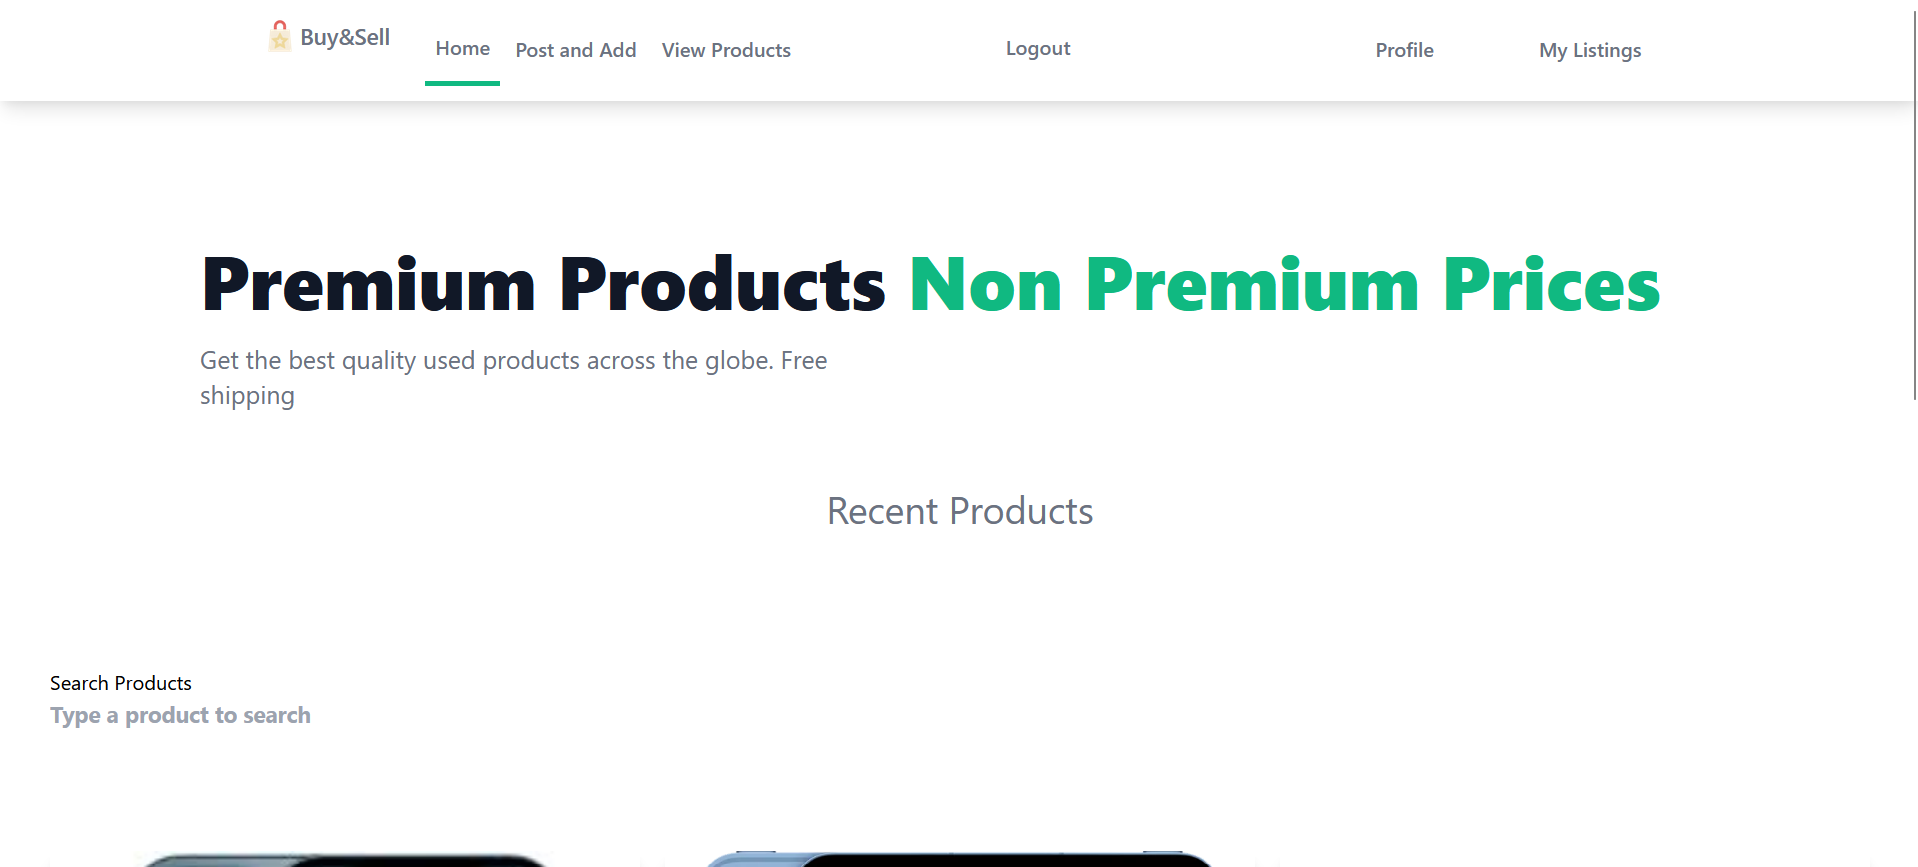 Buy&Sell
Home
Post and Add
View Products
Logout
Profile
My Listings
Premium Products Non Premium Prices
Get the best quality used products across the globe. Free
shipping
Recent Products
Search Products
Type a product to search